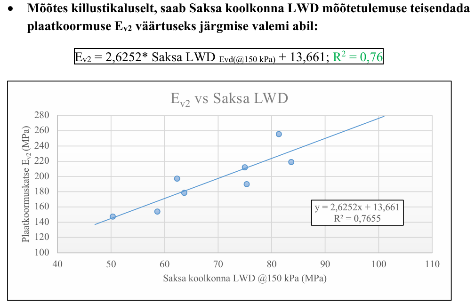 • Mõõtes killustikaluselt, saab Saksa koolkonna LWD mõõtetulemuse teisendada
plaatkoormuse Ev2 väärtuseks järgmise valemi abil:
Ev2 = 2,6252* Saksa LWD Evd(@150 kPa) + 13,661; R² = 0,76
Ev2 vs Saksa LWD
Plaatkoormuskatse Ev2 (MPa)
280
260
240
220
200
180
160
140
120
100
y = 2,6252x + 13,661
R² = 0,7655
40 50 60 70 80 90 100 110
Saksa koolkonna LWD @150 kPa (MPa)